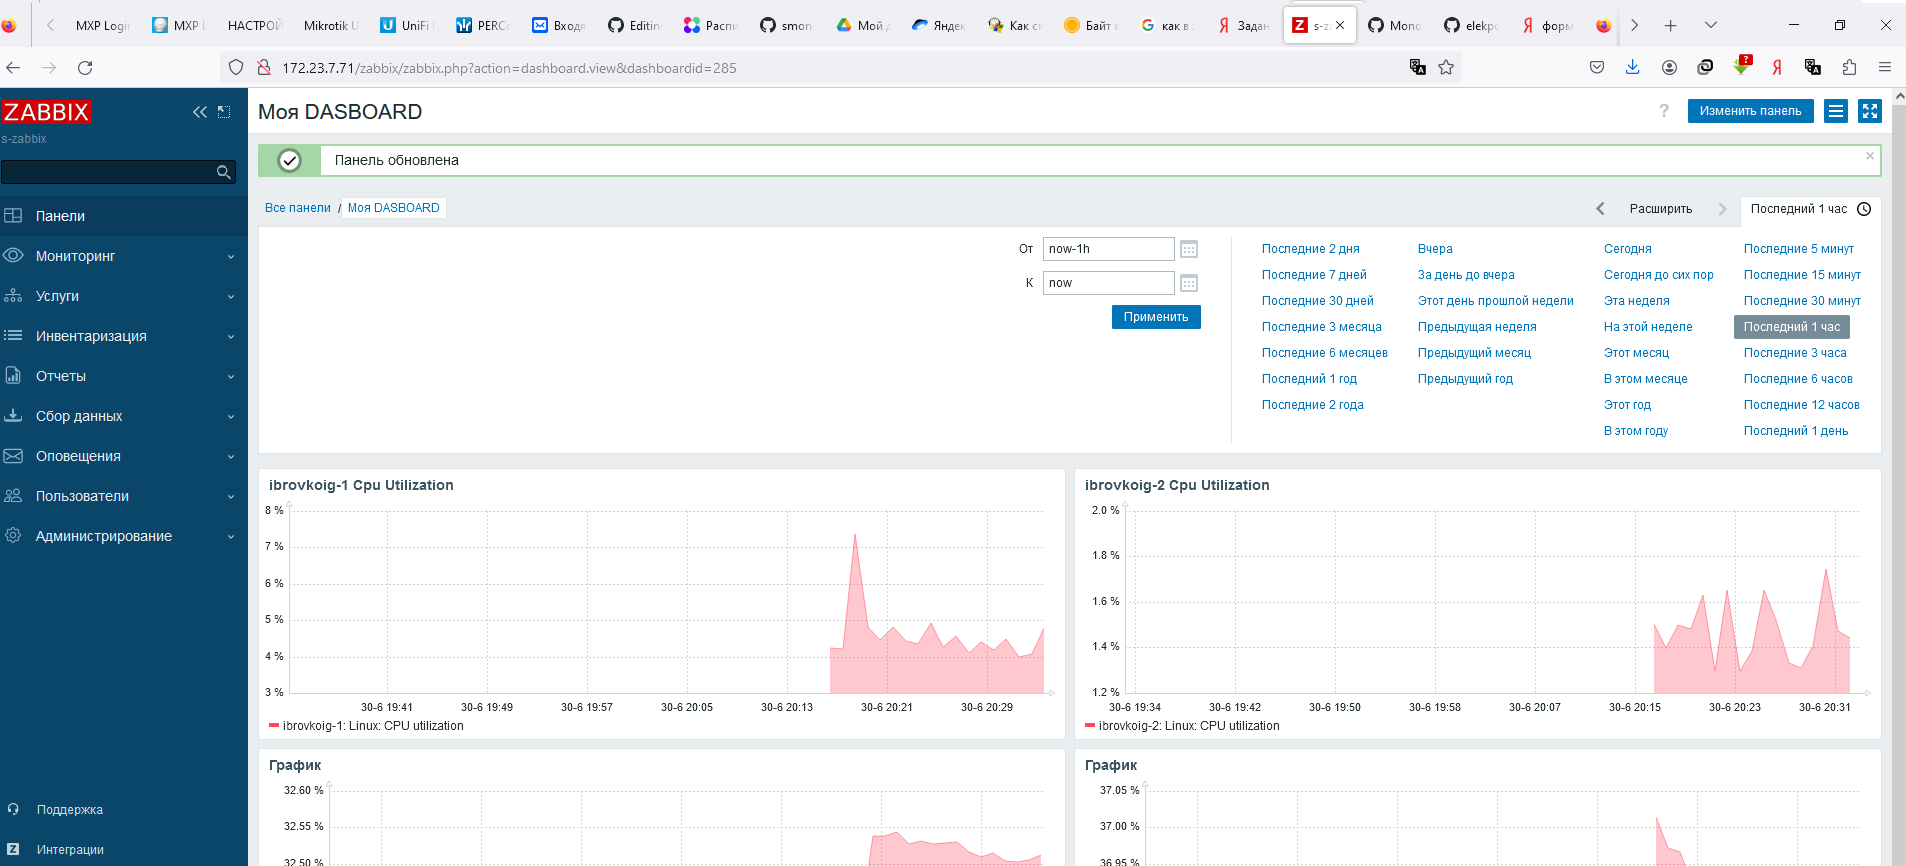 MXP Login
MXP L
НАСТРОЙ
Mikrotik U
UniFi
PERCo
Входя
Editin
Распи
smon
Мой д
Яндек
Как ск
Байт в
как в з
Задан
s-z
Mono
elekp
форм
172.23.7.71/zabbix/zabbix.php?action=dashboard.view&dashboardid=285
ZABBIX
s-zabbix
Панели
Мониторинг
Услуги
Инвентаризация
Отчеты
Сбор данных
Оповещения
Пользователи
Администрирование
Поддержка
Интеграции
Моя DASBOARD
?
Изменить панель
Панель обновлена
Все панели / Моя DASBOARD
Расширить
Последний 1 час
От now-1h
К now
Применить
Последние 2 дня
Последние 7 дней
Последние 30 дней
Последние 3 месяца
Последние 6 месяцев
Последний 1 год
Последние 2 года
Вчера
За день до вчера
Этот день прошлой недели
Предыдущая неделя
Предыдущий месяц
Предыдущий год
Сегодня
Сегодня до сих пор
Эта неделя
На этой неделе
Этот месяц
В этом месяце
Этот год
В этом году
Последние 5 минут
Последние 15 минут
Последние 30 минут
Последний 1 час
Последние 3 часа
Последние 6 часов
Последние 12 часов
Последний 1 день
ibrovkoig-1 Cpu Utilization
8 %
7 %
6 %
5 %
4 %
3 %
30-6 19:41 30-6 19:49 30-6 19:57 30-6 20:05 30-6 20:13 30-6 20:21 30-6 20:29
ibrovkoig-1: Linux: CPU utilization
ibrovkoig-2 Cpu Utilization
2.0 %
1.8 %
1.6 %
1.4 %
1.2 %
30-6 19:34 30-6 19:42 30-6 19:50 30-6 19:58 30-6 20:07 30-6 20:15 30-6 20:23 30-6 20:31
ibrovkoig-2: Linux: CPU utilization
График
32.60 %
32.55 %
32.50 %
График
37.05 %
37.00 %
36.95 %